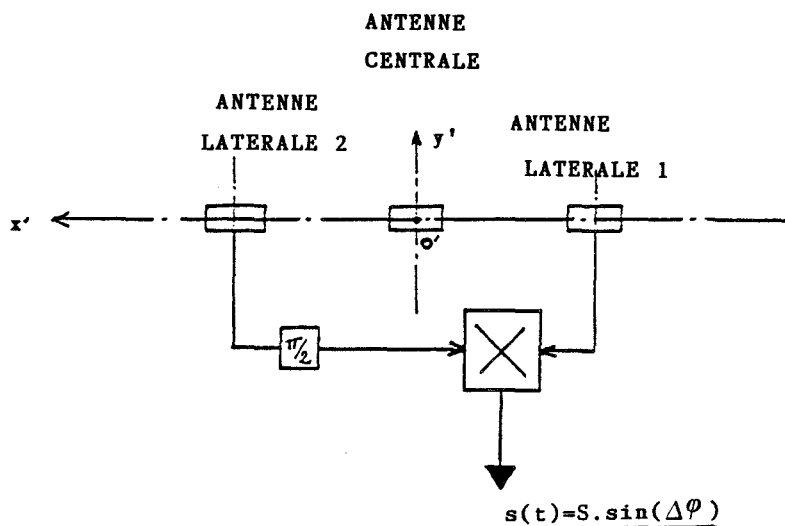 ANTENNE
CENTRALE
ANTENNE
LATERALE 2
y'
ANTENNE
LATERALE 1
x'
O'
π/2
s(t)=S.sin(Δφ)